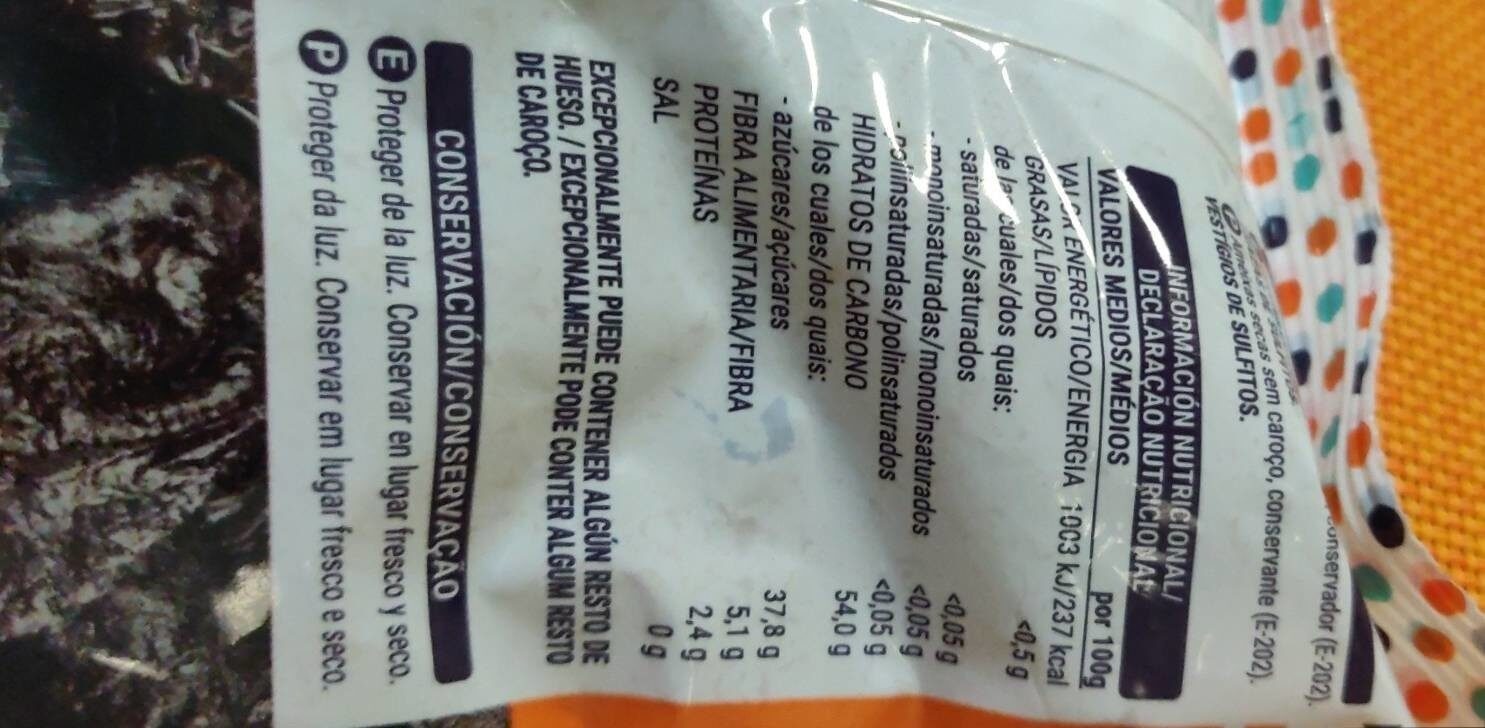 conservador (E-202).
P Ameixas secas sem caroço, conservante (E-202).
VESTÍGIOS DE SULFITOS.
INFORMACIÓN NUTRICIONAL/
DECLARAÇÃO NUTRICIONAL
VALORES MEDIOS/MÉDIOS por 100g
VALOR ENERGÉTICO/ENERGIA 1003 kJ/237 kcal
GRASAS/LÍPIDOS <0,5 g
de las cuales/dos quais:
- saturadas/saturados <0,05 g
- monoinsaturadas/monoinsaturados <0,05 g
- poliinsaturadas/polinsaturados <0,05 g
HIDRATOS DE CARBONO 54,0 g
de los cuales/dos quais:
- azúcares/açúcares 37,8 g
FIBRA ALIMENTARIA/FIBRA 5,1 g
PROTEÍNAS 2,4 g
SAL 0 g
EXCEPCIONALMENTE PUEDE CONTENER ALGÚN RESTO DE
HUESO. / EXCEPCIONALMENTE PODE CONTER ALGUM RESTO
DE CAROÇO.
CONSERVACIÓN/CONSERVAÇÃO
E Proteger de la luz. Conservar en lugar fresco y seco.
P Proteger da luz. Conservar em lugar fresco e seco.